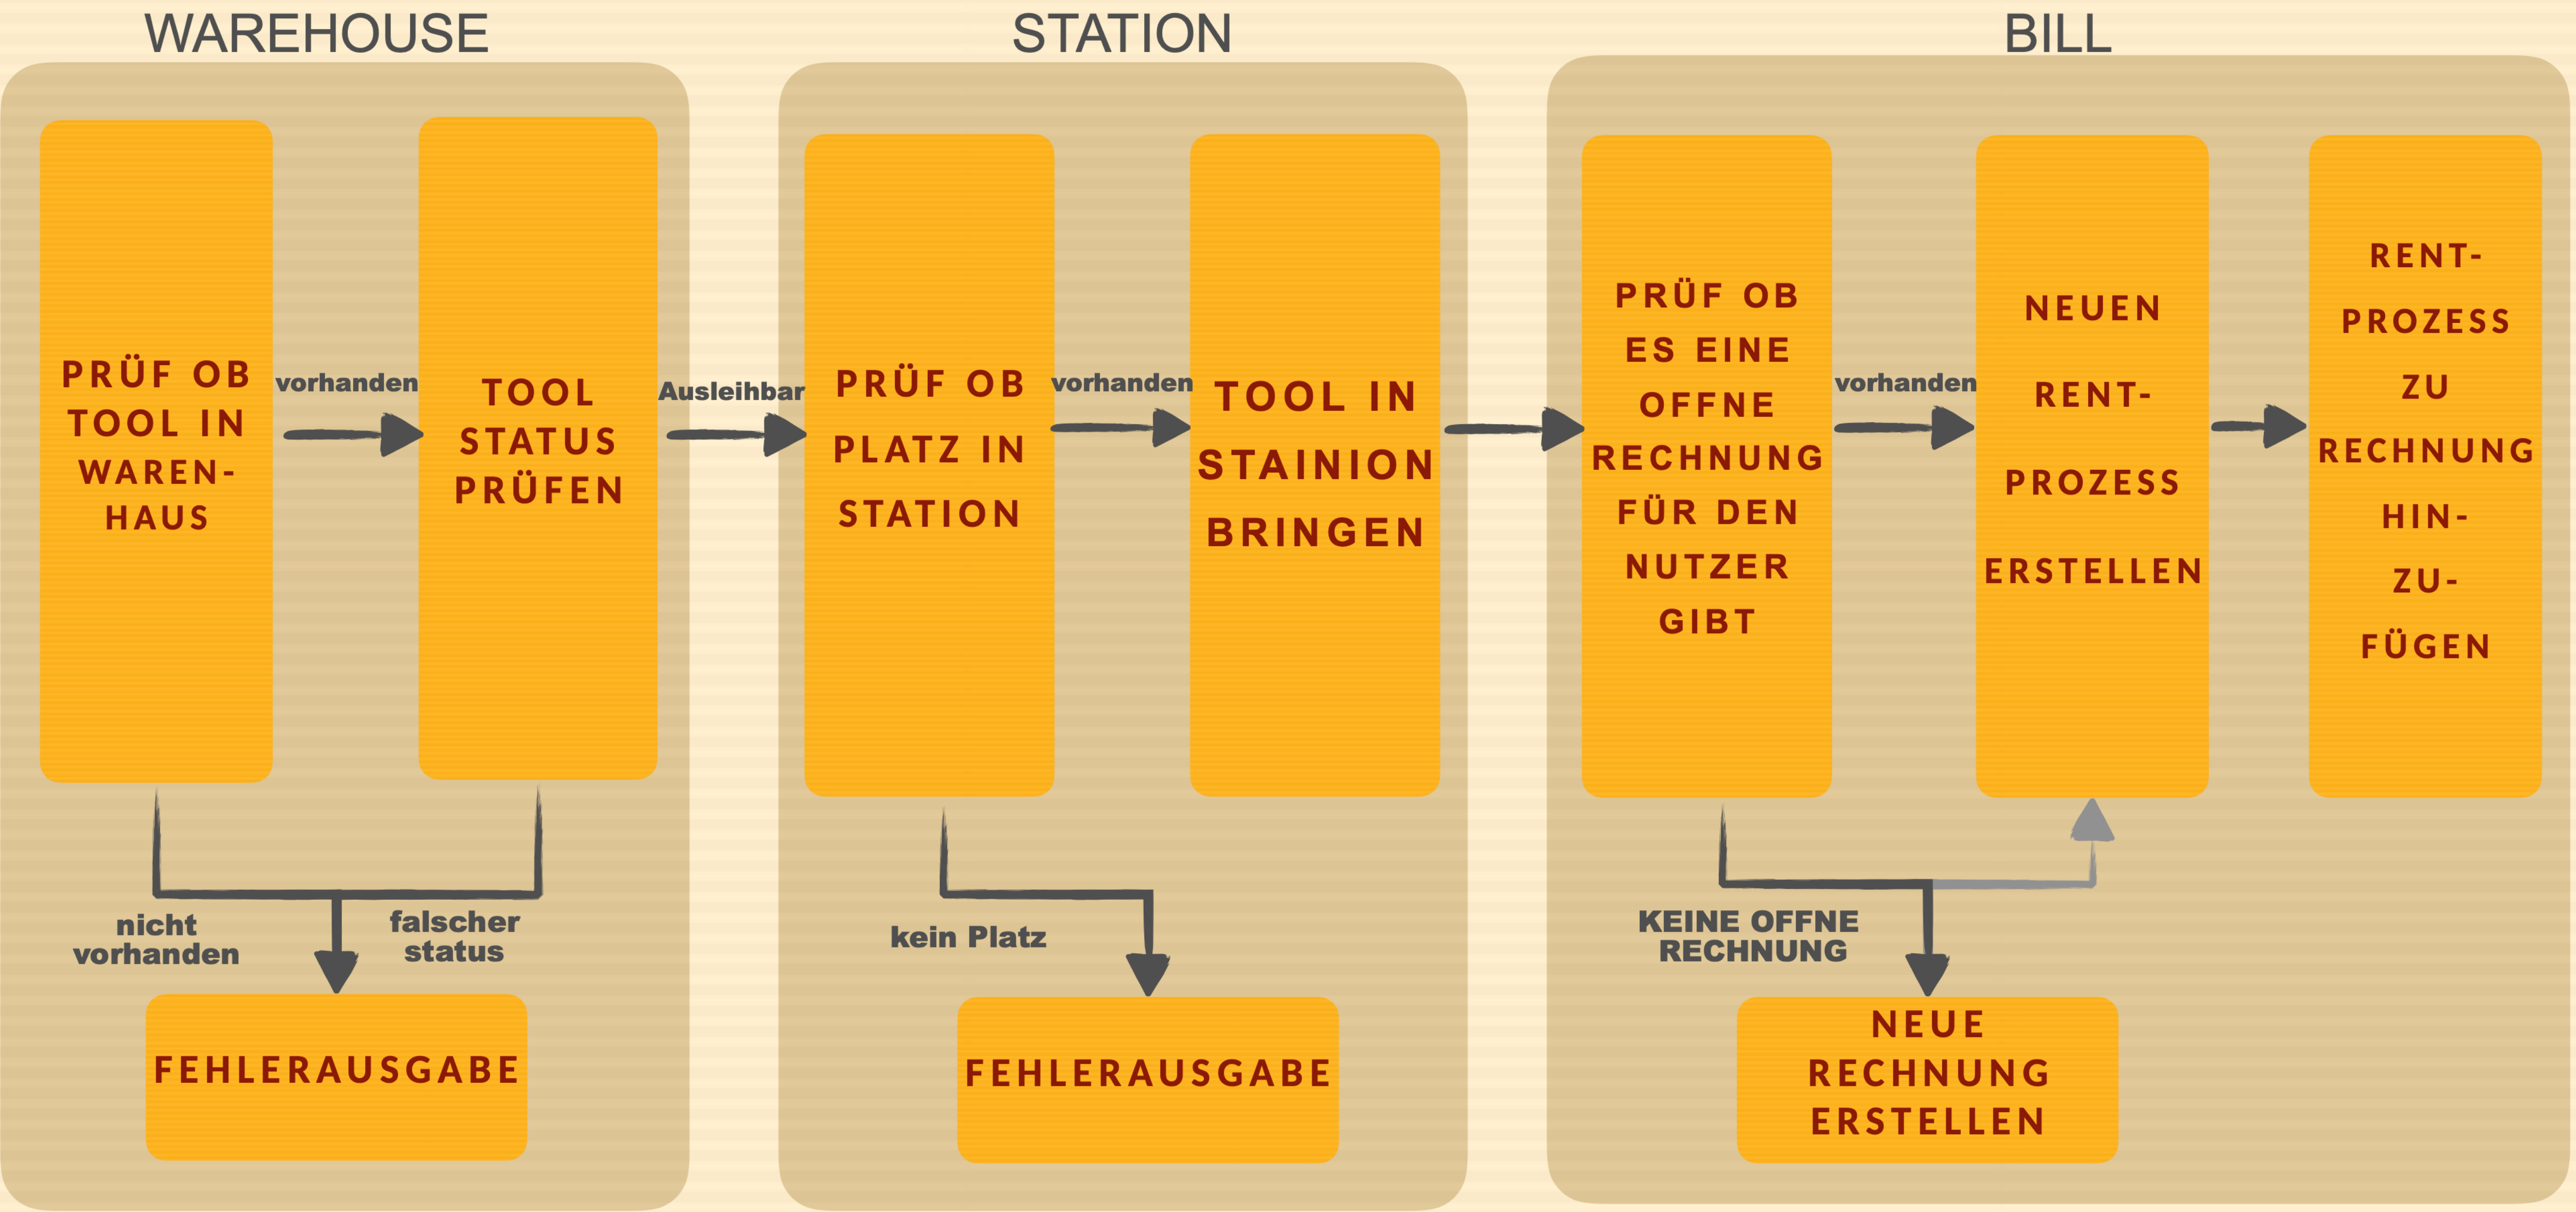 WAREHOUSE
PRÜF OB
TOOL IN
WAREN-
HAUS
vorhanden
TOOL
STATUS
PRÜFEN
nicht
vorhanden
falscher
status
FEHLERAUSGABE
Ausleihbar
STATION
PRÜF OB
PLATZ IN
STATION
vorhanden
TOOL IN
STAINION
BRINGEN
kein Platz
FEHLERAUSGABE
BILL
PRÜF OB
ES EINE
OFFNE
RECHNUNG
FÜR DEN
NUTZER
GIBT
vorhanden
NEUEN
RENT-
PROZESS
ERSTELLEN
RENT-
PROZESS
ZU
RECHNUNG
HIN-
ZU-
FÜGEN
KEINE OFFNE
RECHNUNG
NEUE
RECHNUNG
ERSTELLEN